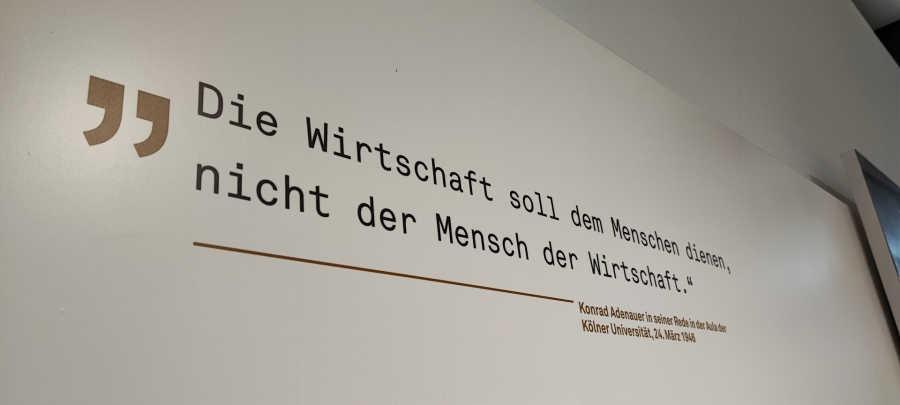 ”Die Wirtschaft soll dem Menschen dienen,
nicht der Mensch der Wirtschaft.“
Konrad Adenauer in seiner Rede in der Aula der
Kölner Universität, 24. März 1946